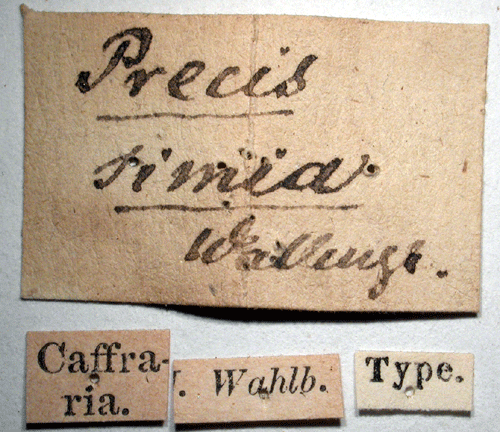 Precis
simia.
Wallengr.
Caffra-
ria.
J. Wahlb.
Type.